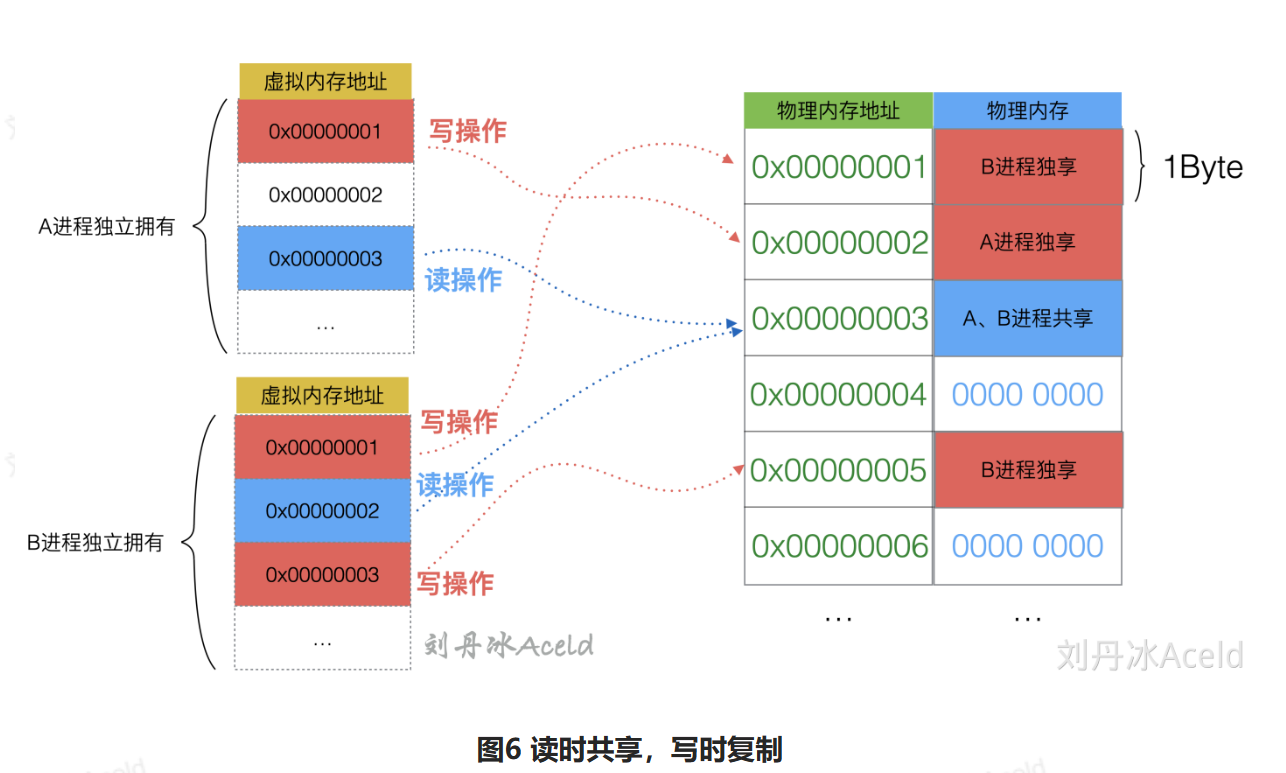 虚拟内存地址
0x00000001
0x00000002
0x00000003
...
A进程独立拥有
写操作
读操作
虚拟内存地址
0x00000001
0x00000002
0x00000003
...
B进程独立拥有
写操作
读操作
写操作
刘丹冰Aceld
物理内存地址 物理内存
0x00000001 B进程独享
0x00000002 A进程独享
0x00000003 A、B进程共享
0x00000004 0000 0000
0x00000005 B进程独享
0x00000006 0000 0000
... ...
1Byte
刘丹冰Aceld
图6 读时共享，写时复制